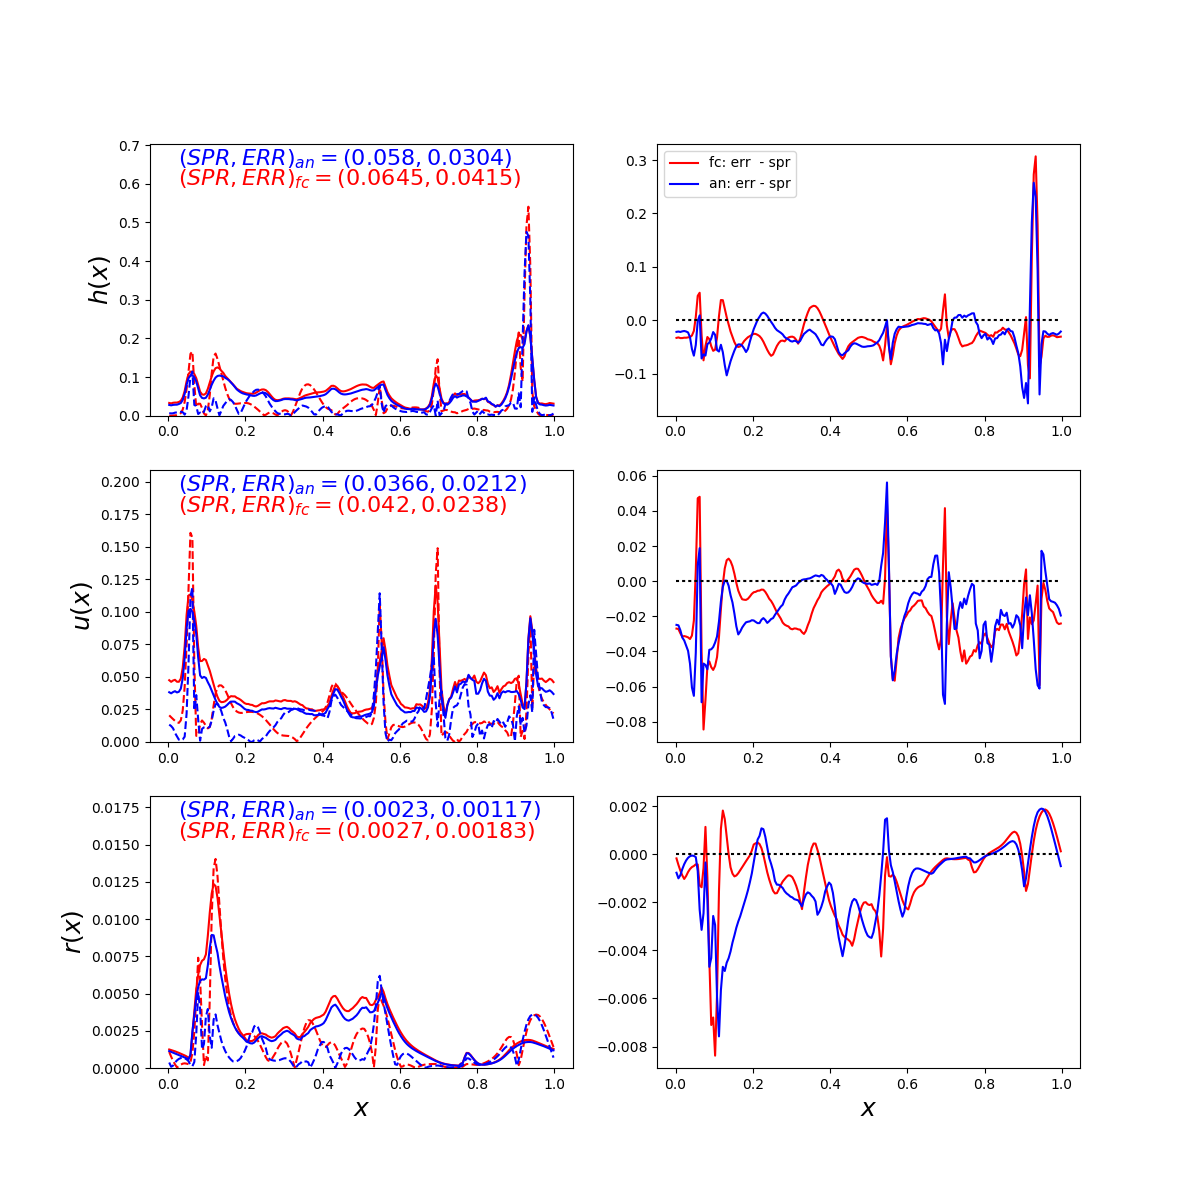 (SPR, ERR)an = (0.058, 0.0304)
(SPR, ERR)fc = (0.0645, 0.0415)
h(x)
0.7
0.6
0.5
0.4
0.3
0.2
0.1
0.0
0.0 0.2 0.4 0.6 0.8 1.0
fc: err - spr
an: err - spr
0.3
0.2
0.1
0.0
−0.1
0.0 0.2 0.4 0.6 0.8 1.0
(SPR, ERR)an = (0.0366, 0.0212)
(SPR, ERR)fc = (0.042, 0.0238)
u(x)
0.200
0.175
0.150
0.125
0.100
0.075
0.050
0.025
0.000
0.0 0.2 0.4 0.6 0.8 1.0
0.06
0.04
0.02
0.00
−0.02
−0.04
−0.06
−0.08
0.0 0.2 0.4 0.6 0.8 1.0
(SPR, ERR)an = (0.0023, 0.00117)
(SPR, ERR)fc = (0.0027, 0.00183)
r(x)
0.0175
0.0150
0.0125
0.0100
0.0075
0.0050
0.0025
0.0000
0.0 0.2 0.4 0.6 0.8 1.0
x
0.002
0.000
−0.002
−0.004
−0.006
−0.008
0.0 0.2 0.4 0.6 0.8 1.0
x